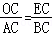 OC/AC = EC/BC